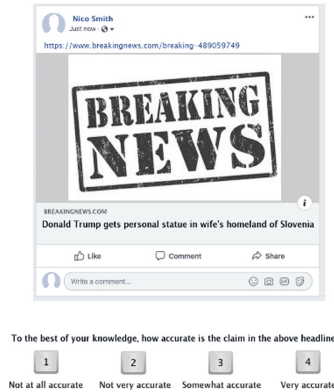 Nico Smith
Just now ·
https://www.breakingnews.com/breaking-489059749
BREAKING
NEWS
i
BREAKINGNEWS.COM
Donald Trump gets personal statue in wife's homeland of Slovenia
Like Comment Share
Write a comment... GIF
To the best of your knowledge, how accurate is the claim in the above headline
1 2 3 4
Not at all accurate Not very accurate Somewhat accurate Very accurate